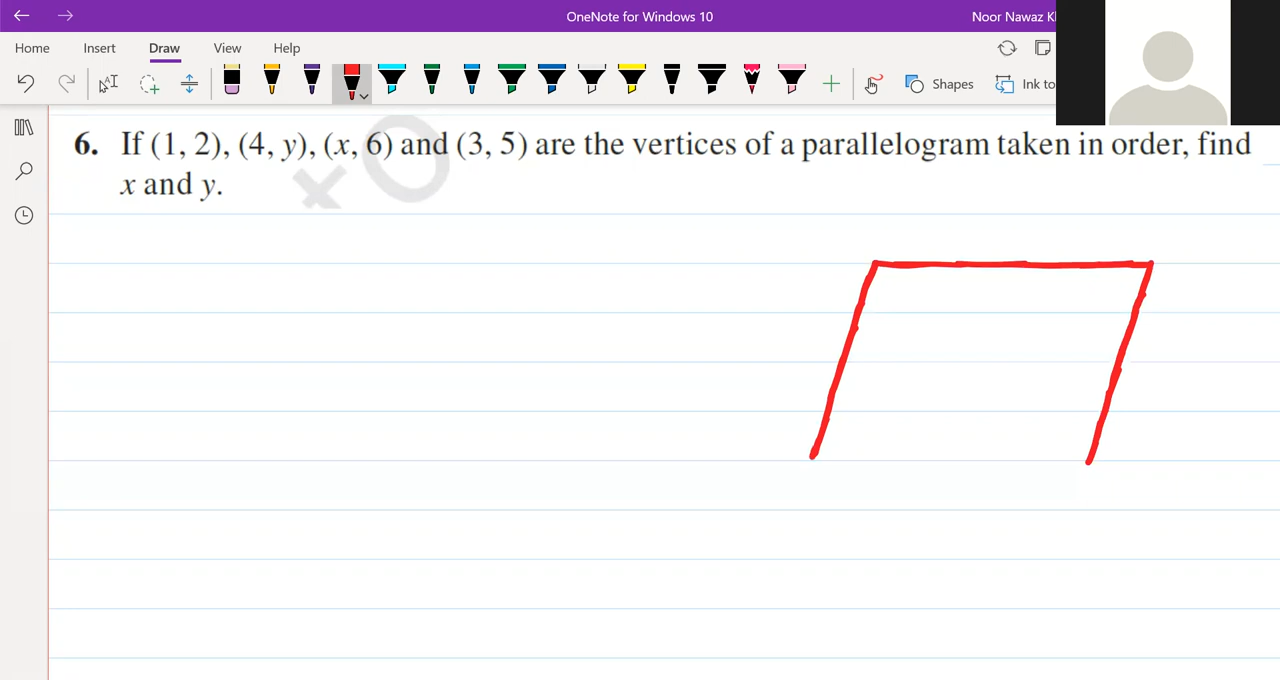 OneNote for Windows 10
Noor Nawaz Kh
Home Insert Draw View Help
Shapes
Ink to
6. If (1, 2), (4, y), (x, 6) and (3, 5) are the vertices of a parallelogram taken in order, find
x and y.